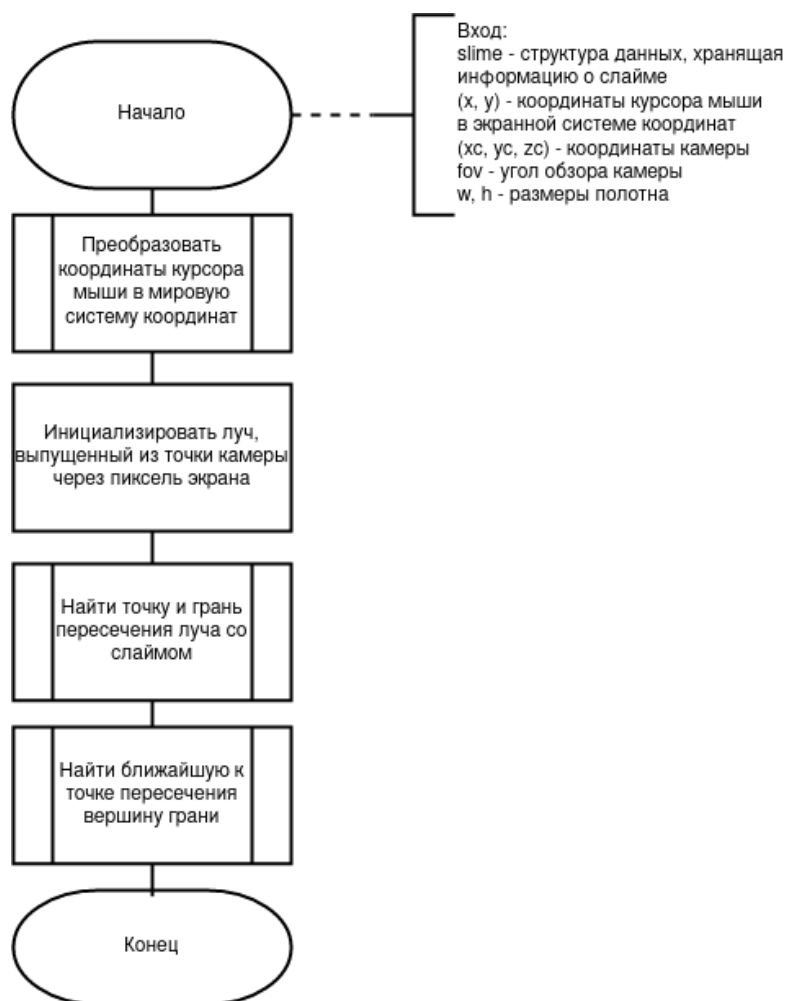 Начало
Вход:
slime - структура данных, хранящая
информацию о слайме
(x, y) - координаты курсора мыши
в экранной системе координат
(xc, yc, zc) - координаты камеры
fov - угол обзора камеры
w, h - размеры полотна
Преобразовать
координаты курсора
мыши в мировую
систему координат
Инициализировать луч,
выпущенный из точки камеры
через пиксель экрана
Найти точку и грань
пересечения луча со
слаймом
Найти ближайшую к
точке пересечения
вершину грани
Конец